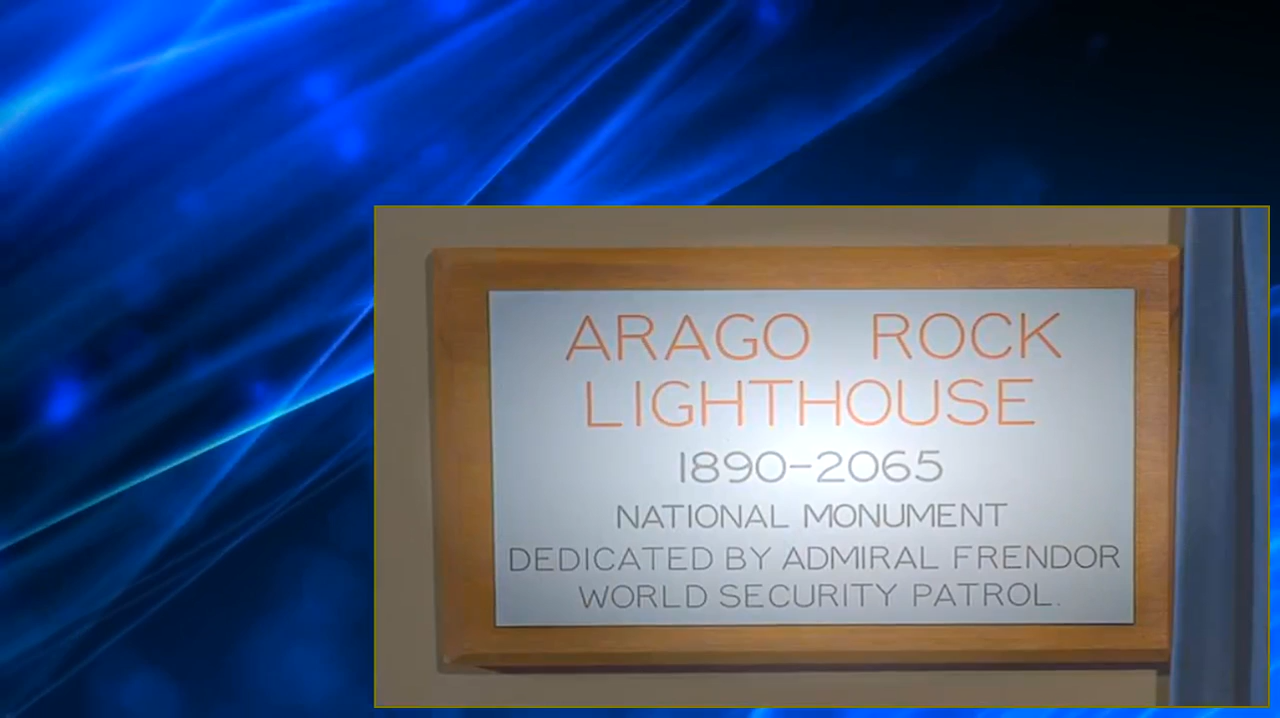 ARAGO ROCK
LIGHTHOUSE
1890-2065
NATIONAL MONUMENT
DEDICATED BY ADMIRAL FRENDOR
WORLD SECURITY PATROL.